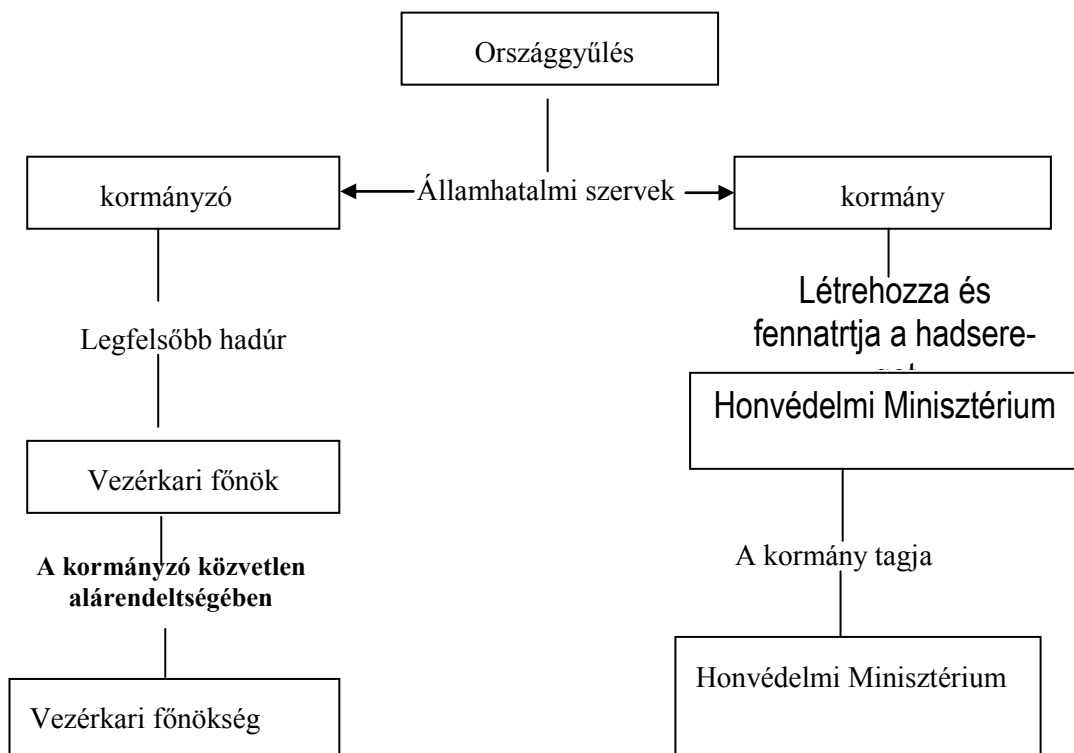 Országgyűlés
kormányzó
Államhatalmi szervek
kormány
Létrehozza és
fennatrtja a hadsere-
Legfelsőbb hadúr
Honvédelmi Minisztérium
Vezérkari főnök
A kormányzó közvetlen
alárendeltségében
A kormány tagja
Vezérkari főnökség
Honvédelmi Minisztérium